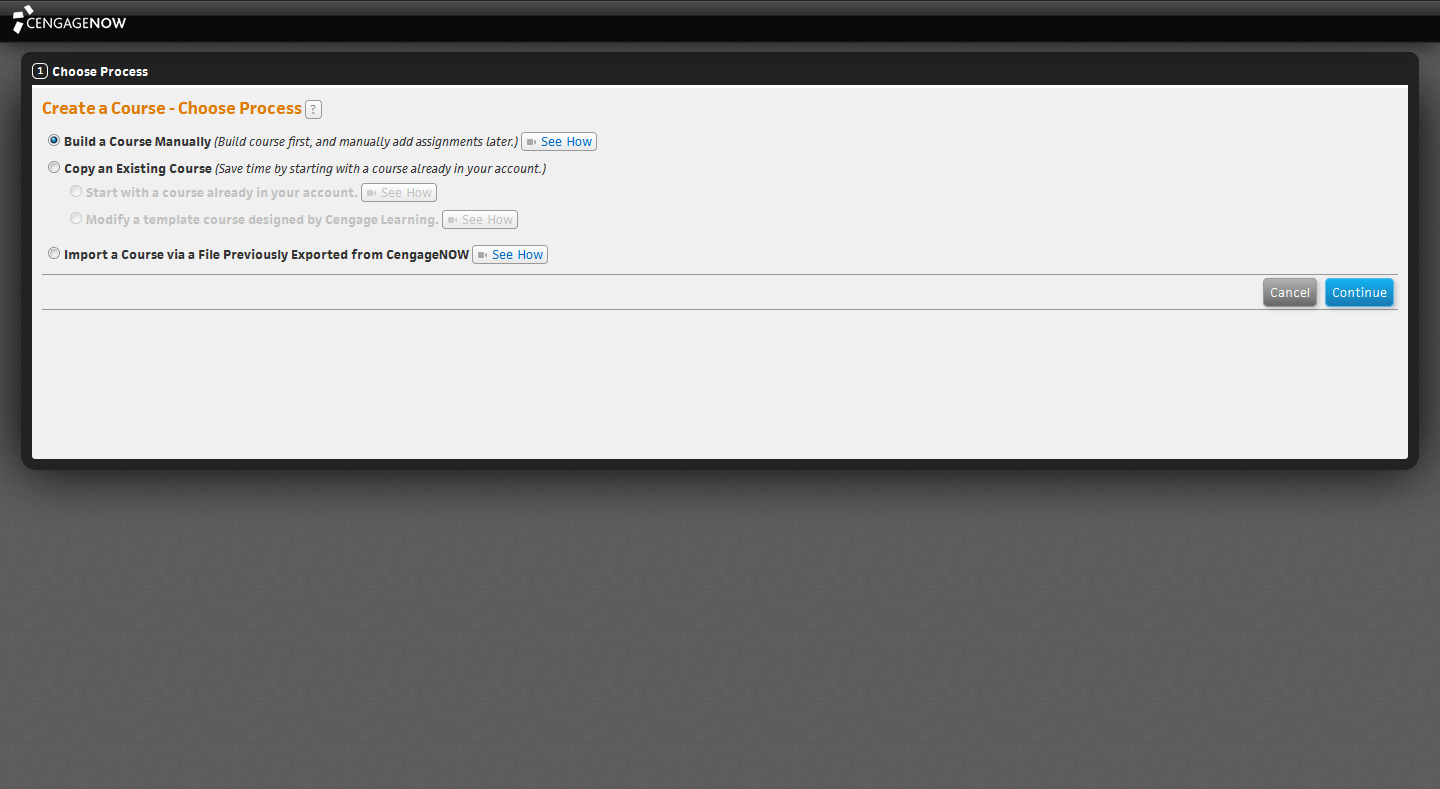 CENGAGENOW
1 Choose Process
Create a Course - Choose Process ?
Build a Course Manually (Build course first, and manually add assignments later.) See How
Copy an Existing Course (Save time by starting with a course already in your account.)
Start with a course already in your account. See How
Modify a template course designed by Cengage Learning. See How
Import a Course via a File Previously Exported from CengageNOW See How
Cancel Continue